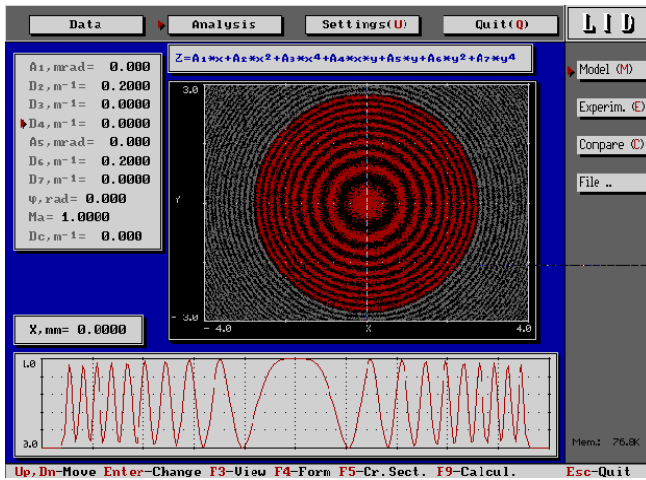 Data Analysis Settings(U) Quit(Q) LID
Z=A1*x+A2*x2+A3*x4+A4*x*y+A5*y+A6*y2+A7*y4
A1,mrad= 0.000
D2,m-1= 0.2000
D3,m-1= 0.0000
D4,m-1= 0.0000
A5,mrad= 0.000
D6,m-1= 0.2000
D7,m-1= 0.0000
φ,rad= 0.000
Ma= 1.0000
Dc,m-1= 0.000
Model (M)
Experim. (E)
Compare (C)
File ..
3.0
Y
- 3.0
- 4.0 X 4.0
X,mm= 0.0000
1.0
0.0
Mem.: 76.8K
Up,Dn-Move Enter-Change F3-View F4-Form F5-Cr.Sect. F9-Calcul. Esc-Quit